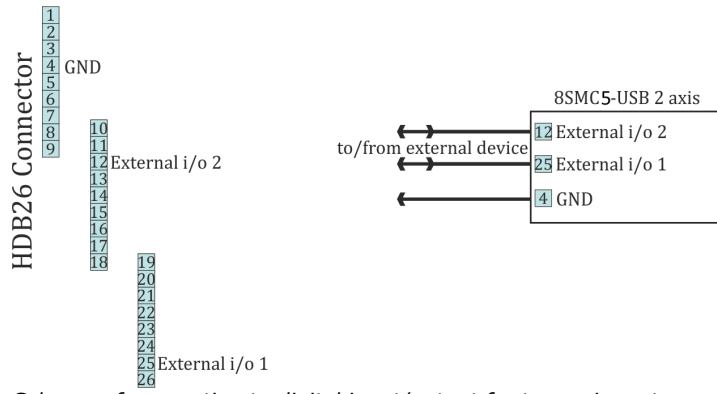 HDB26 Connector
1
2
3
4 GND
5
6
7
8
9
10
11
12 External i/o 2
13
14
15
16
17
18
19
20
21
22
23
24
25 External i/o 1
26
8SMC5-USB 2 axis
12 External i/o 2
to/from external device
25 External i/o 1
4 GND